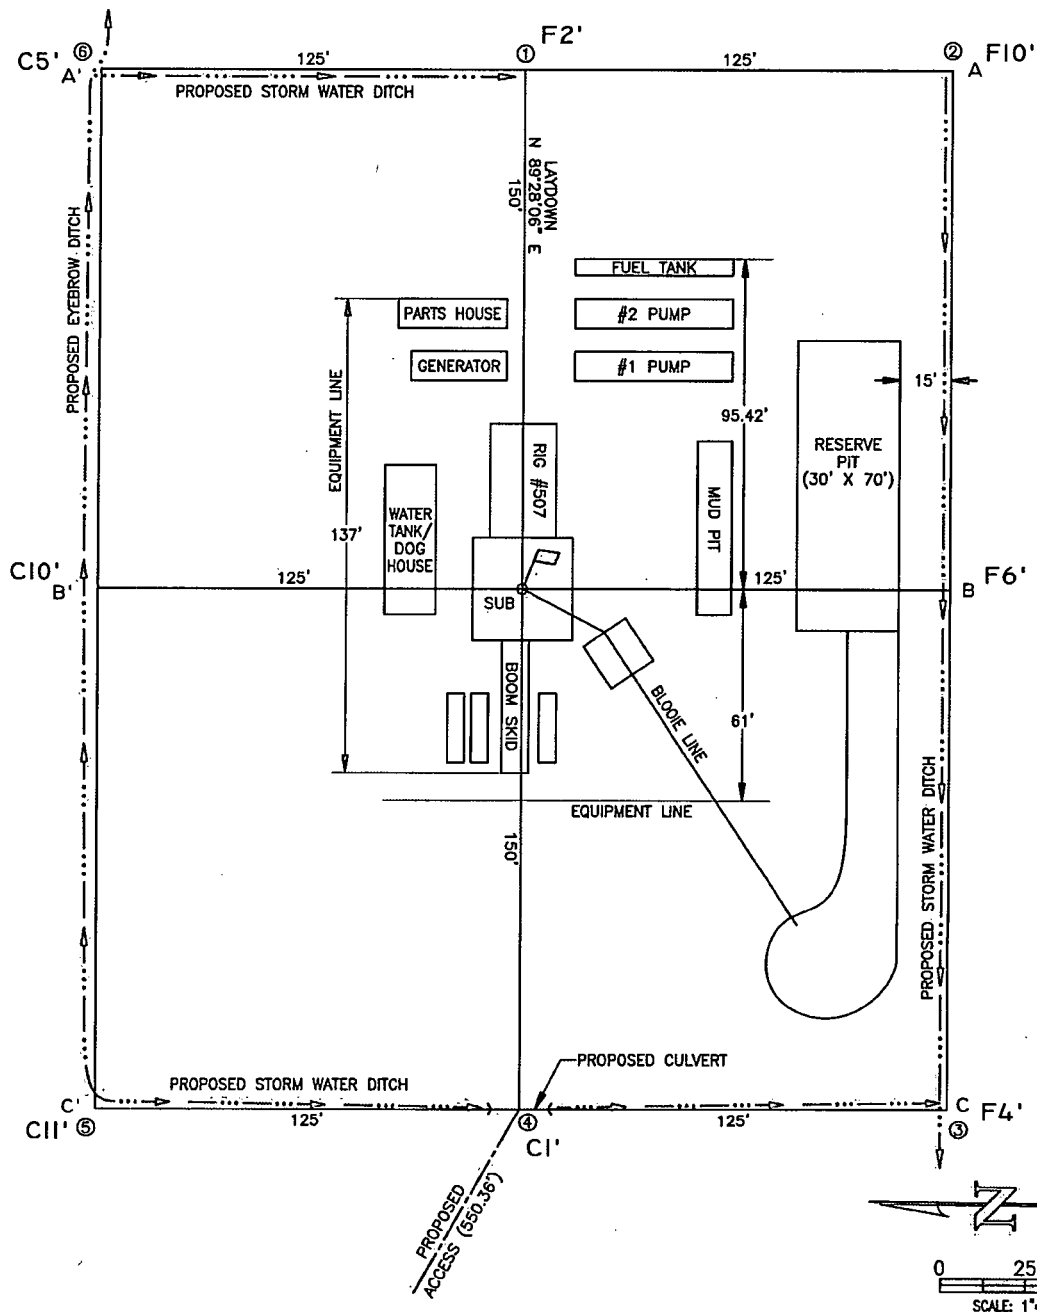 ⑥
C5'
A'
125'
①
F2'
125'
②
F10'
A
PROPOSED STORM WATER DITCH
LAYDOWN
N 89°28'06" E
150'
PROPOSED EYEBROW DITCH
FUEL TANK
PARTS HOUSE
#2 PUMP
GENERATOR
#1 PUMP
15'
EQUIPMENT LINE
137'
95.42'
RESERVE
PIT
(30' X 70')
RIG #507
MUD PIT
WATER
TANK/
DOG
HOUSE
C10'
B'
125'
125'
F6'
B
SUB
BOOM SKID
BLOOIE LINE
61'
EQUIPMENT LINE
150'
PROPOSED STORM WATER DITCH
PROPOSED CULVERT
PROPOSED STORM WATER DITCH
C'
125'
125'
C
F4'
C11'
⑤
④
C1'
③
PROPOSED
ACCESS (550.36')
N
0
25